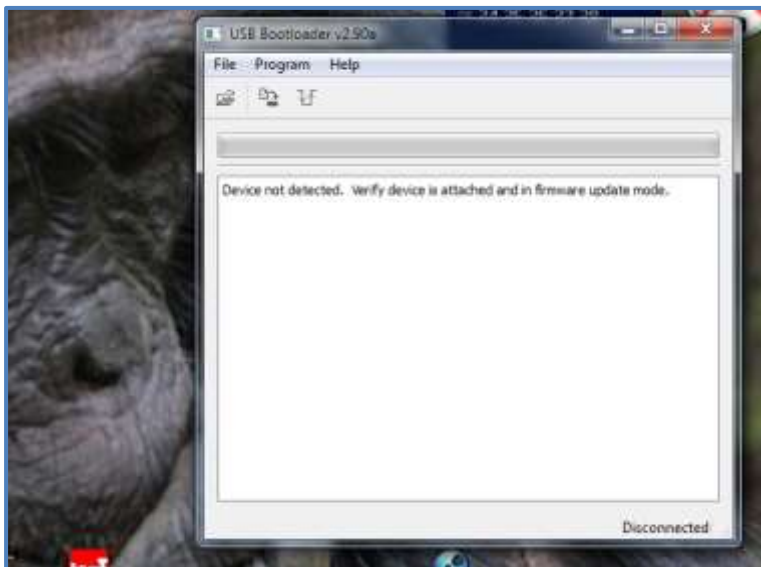 USB Bootloader v2.90a
File Program Help
Device not detected. Verify device is attached and in firmware update mode.
Disconnected